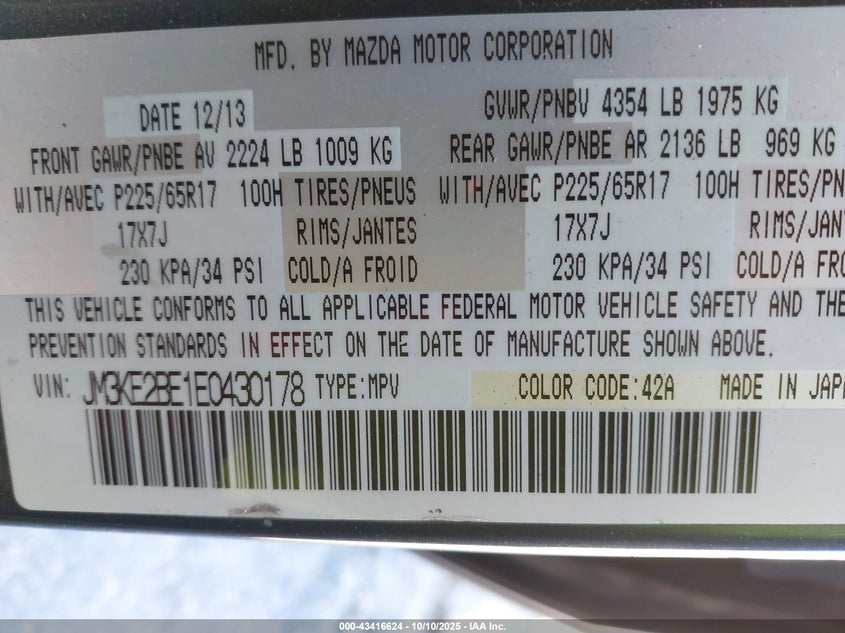 MFD. BY MAZDA MOTOR CORPORATION
DATE 12/13 GVWR/PNBV 4354 LB 1975 KG
FRONT GAWR/PNBE AV 2224 LB 1009 KG REAR GAWR/PNBE AR 2136 LB 969 KG
WITH/AVEC P225/65R17 100H TIRES/PNEUS WITH/AVEC P225/65R17 100H TIRES/PN
17X7J RIMS/JANTES 17X7J RIMS/JAN
230 KPA/34 PSI COLD/A FROID 230 KPA/34 PSI COLD/A FRO
THIS VEHICLE CONFORMS TO ALL APPLICABLE FEDERAL MOTOR VEHICLE SAFETY AND THE
PREVENTION STANDARDS IN EFFECT ON THE DATE OF MANUFACTURE SHOWN ABOVE.
VIN: JM3KE2BE1E0430178 TYPE:MPV COLOR CODE:42A MADE IN JAPA
000-43416624 - 10/10/2025 - IAA Inc.